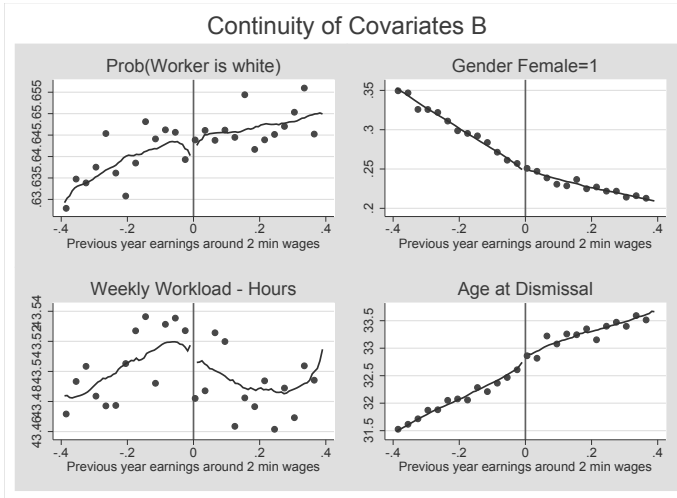 Continuity of Covariates B
Prob(Worker is white)
.63.635.64.645.65.655
-.4 -.2 0 .2 .4
Previous year earnings around 2 min wages
Gender Female=1
.2 .25 .3 .35
-.4 -.2 0 .2 .4
Previous year earnings around 2 min wages
Weekly Workload - Hours
43.4643.4843.543.5243.54
-.4 -.2 0 .2 .4
Previous year earnings around 2 min wages
Age at Dismissal
31.5 32 32.5 33 33.5
-.4 -.2 0 .2 .4
Previous year earnings around 2 min wages